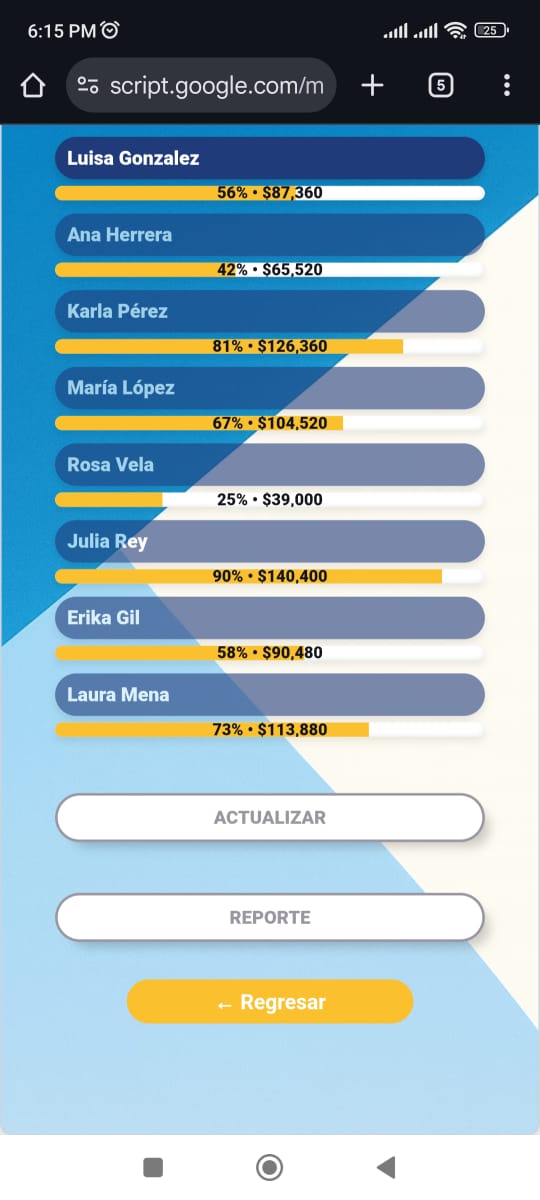 6:15 PM
25
script.google.com/m
5
Luisa Gonzalez
56% • $87,360
Ana Herrera
42% • $65,520
Karla Pérez
81% • $126,360
María López
67% • $104,520
Rosa Vela
25% • $39,000
Julia Rey
90% • $140,400
Erika Gil
58% • $90,480
Laura Mena
73% • $113,880
ACTUALIZAR
REPORTE
← Regresar